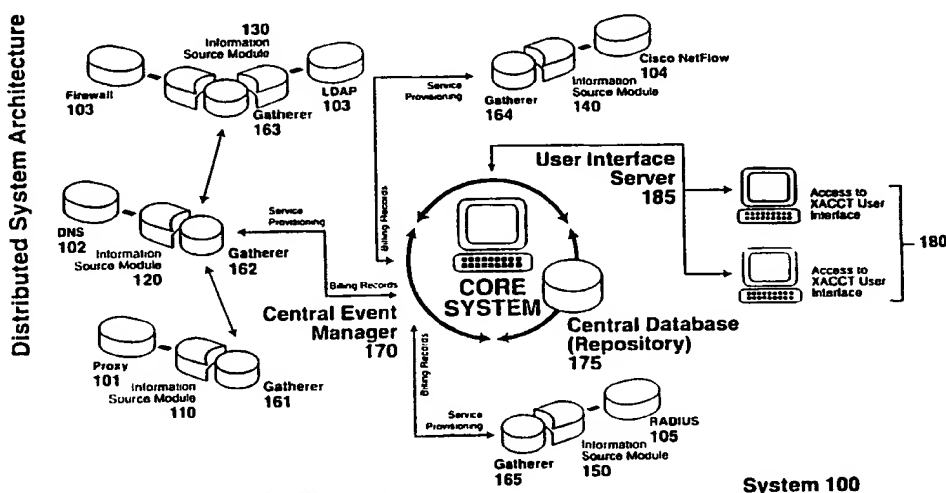 Distributed System Architecture
130
Information
Source Module
Firewall
103
LDAP
103
Gatherer
163
DNS
102
Information
Source Module
120
Gatherer
162
Service
Provisioning
Billing Records
Proxy
101
Information
Source Module
110
Gatherer
161
Service
Provisioning
Billing Records
Gatherer
164
Information
Source Module
140
Cisco NetFlow
104
User Interface
Server
185
CORE
SYSTEM
Central Event
Manager
170
Central Database
(Repository)
175
Access to
XACCT User
Interface
Access to
XACCT User
Interface
180
Billing Records
Service
Provisioning
Gatherer
165
Information
Source Module
150
RADIUS
105
System 100